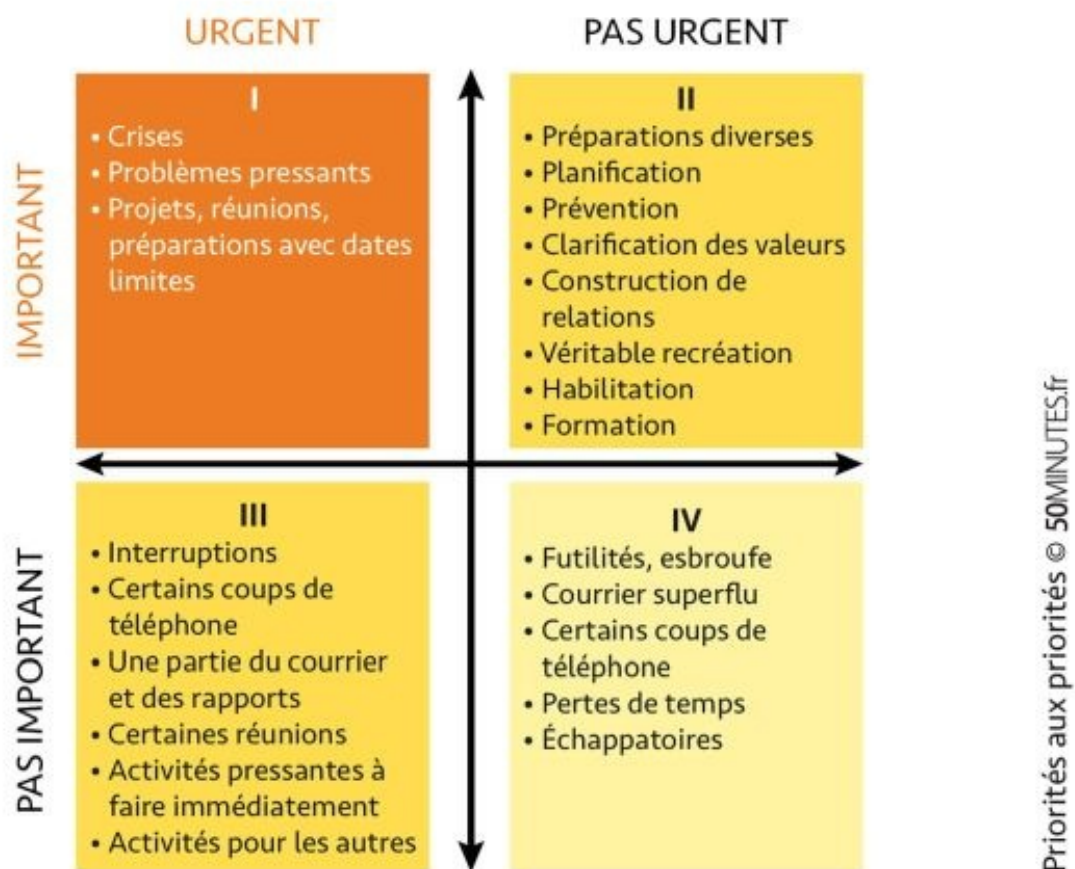 URGENT
PAS URGENT
IMPORTANT
I
• Crises
• Problèmes pressants
• Projets, réunions,
préparations avec dates
limites
II
• Préparations diverses
• Planification
• Prévention
• Clarification des valeurs
• Construction de
relations
• Véritable recréation
• Habilitation
• Formation
PAS IMPORTANT
III
• Interruptions
• Certains coups de
téléphone
• Une partie du courrier
et des rapports
• Certaines réunions
• Activités pressantes à
faire immédiatement
• Activités pour les autres
IV
• Futilités, esbroufe
• Courrier superflu
• Certains coups de
téléphone
• Pertes de temps
• Échappatoires
Priorités aux priorités © 50MINUTES.fr